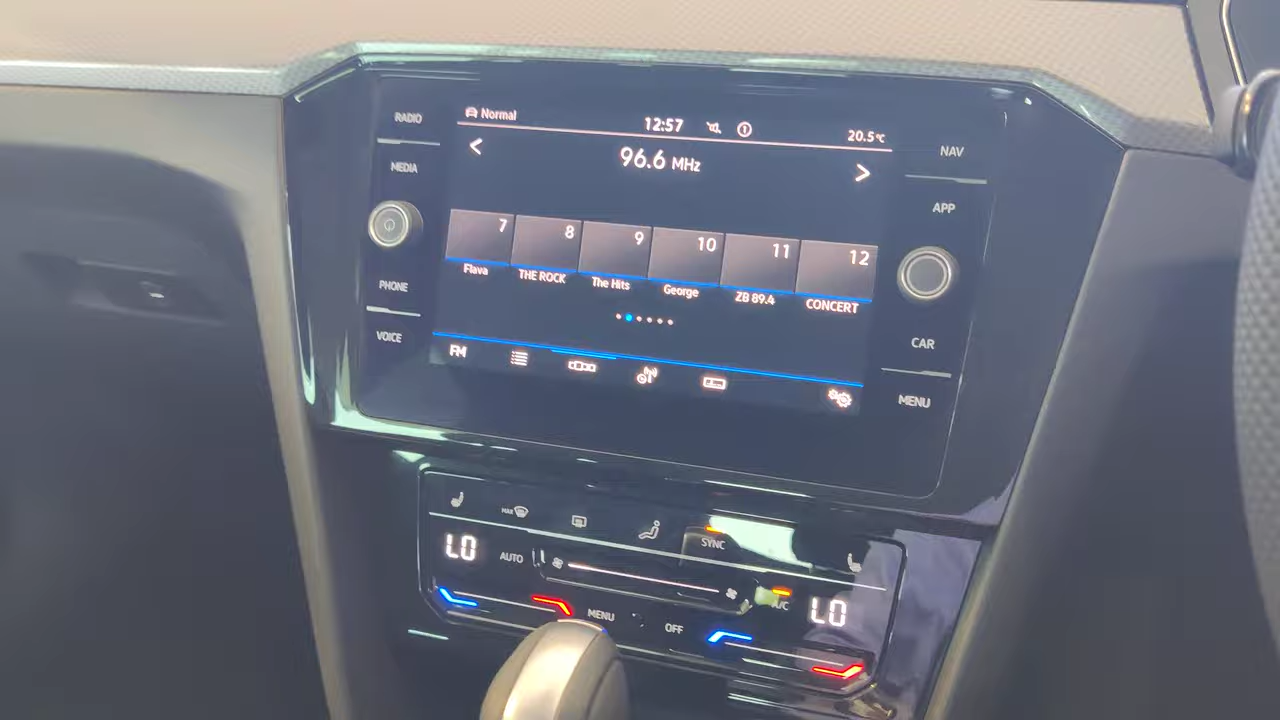 RADIO
MEDIA
PHONE
VOICE
Normal
12:57
20.5°C
<
96.6 MHz
>
7 8 9 10 11 12
Flava THE ROCK The Hits George ZB 89.4 CONCERT
FM
NAV
APP
CAR
MENU
MAX
SYNC
LO AUTO
A/C LO
MENU OFF